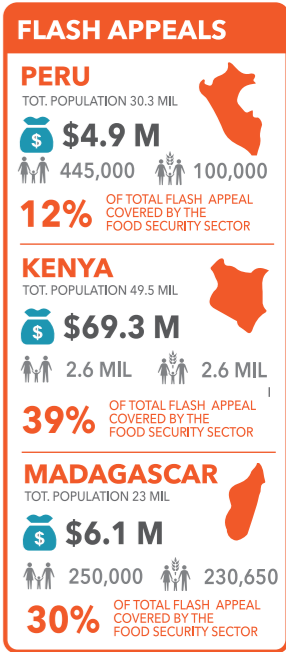 FLASH APPEALS
PERU
TOT. POPULATION 30.3 MIL
$ $4.9 M
445,000 100,000
12% OF TOTAL FLASH APPEAL
COVERED BY THE
FOOD SECURITY SECTOR
KENYA
TOT. POPULATION 49.5 MIL
$ $69.3 M
2.6 MIL 2.6 MIL
39% OF TOTAL FLASH APPEAL
COVERED BY THE
FOOD SECURITY SECTOR
MADAGASCAR
TOT. POPULATION 23 MIL
$ $6.1 M
250,000 230,650
30% OF TOTAL FLASH APPEAL
COVERED BY THE
FOOD SECURITY SECTOR